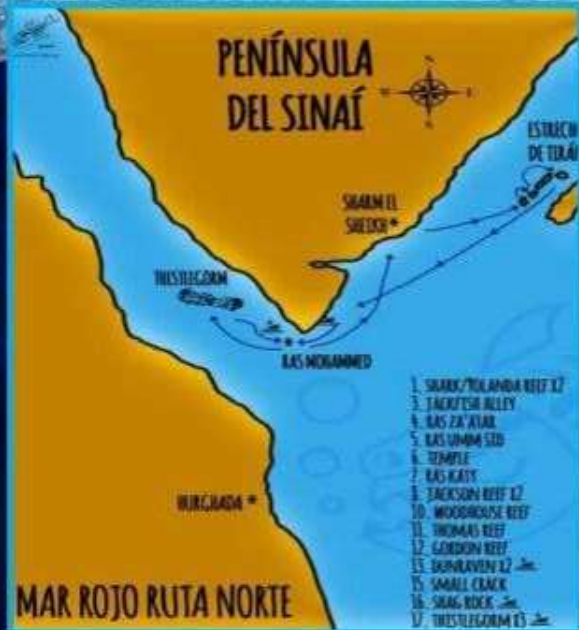 PENÍNSULA
DEL SINAÍ
N
ESTRECH
DE TIRÁN
SHARM EL
SHEIKH
THISTLEGORM
RAS MOHAMMED
1. SHARK/YOLANDA REEF X2
3. JACKFISH ALLEY
4. RAS ZA'ATAR
5. RAS UMM SID
6. TEMPLE
7. RAS KATY
8. JACKSON REEF X2
10. WOODHOUSE REEF
11. THOMAS REEF
12. GORDON REEF
13. DUNRAVEN X2
15. SMALL CRACK
16. SHAG ROCK
17. THISTLEGORM X3
HURGHADA
MAR ROJO RUTA NORTE